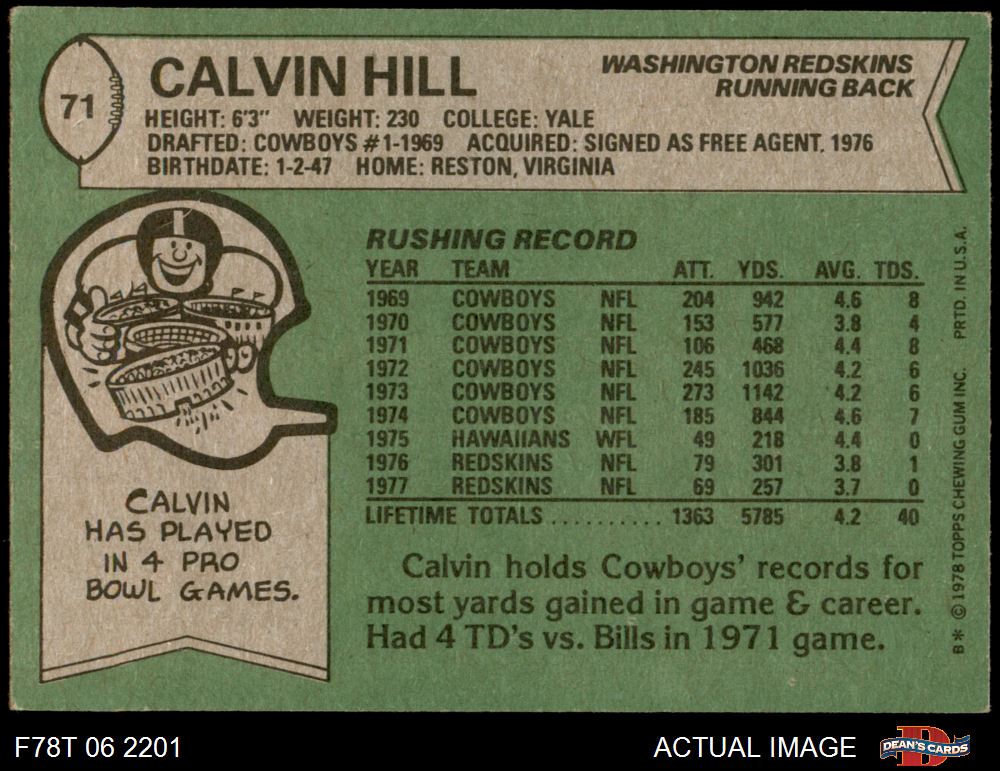 71
CALVIN HILL
WASHINGTON REDSKINS
RUNNING BACK
HEIGHT: 6'3" WEIGHT: 230 COLLEGE: YALE
DRAFTED: COWBOYS #1-1969 ACQUIRED: SIGNED AS FREE AGENT, 1976
BIRTHDATE: 1-2-47 HOME: RESTON, VIRGINIA
RUSHING RECORD
YEAR TEAM ATT. YDS. AVG. TDS.
1969 COWBOYS NFL 204 942 4.6 8
1970 COWBOYS NFL 153 577 3.8 4
1971 COWBOYS NFL 106 468 4.4 8
1972 COWBOYS NFL 245 1036 4.2 6
1973 COWBOYS NFL 273 1142 4.2 6
1974 COWBOYS NFL 185 844 4.6 7
1975 HAWAIIANS WFL 49 218 4.4 0
1976 REDSKINS NFL 79 301 3.8 1
1977 REDSKINS NFL 69 257 3.7 0
LIFETIME TOTALS .......... 1363 5785 4.2 40
CALVIN
HAS PLAYED
IN 4 PRO
BOWL GAMES.
Calvin holds Cowboys' records for
most yards gained in game & career.
Had 4 TD's vs. Bills in 1971 game.
B* © 1978 TOPPS CHEWING GUM INC. PRTD. IN U.S.A.
F78T 06 2201
ACTUAL IMAGE
DEAN'S CARDS